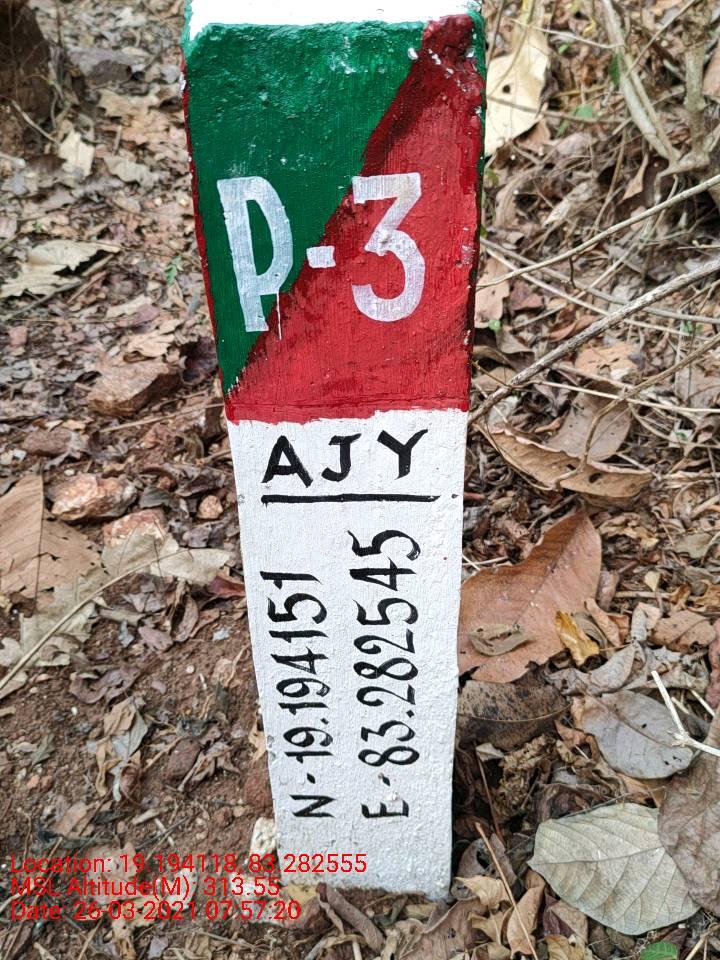 P-3
AJY
N-19.194151
E-83.282545
Location: 19.194118, 83.282555
MSL Altitude(M): 313.55
Date: 26-03-2021 07:57:20